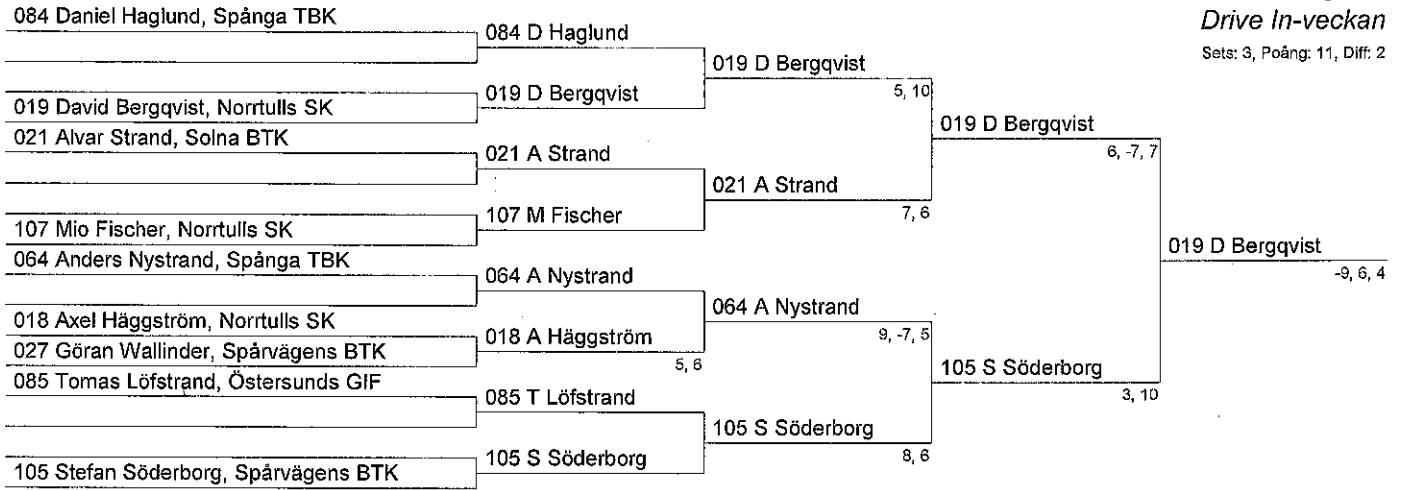 Drive In-veckan
Sets: 3, Poäng: 11, Diff: 2
084 Daniel Haglund, Spånga TBK
019 David Bergqvist, Norrtulls SK
021 Alvar Strand, Solna BTK
107 Mio Fischer, Norrtulls SK
064 Anders Nystrand, Spånga TBK
018 Axel Häggström, Norrtulls SK
027 Göran Wallinder, Spårvägens BTK
085 Tomas Löfstrand, Östersunds GIF
105 Stefan Söderborg, Spårvägens BTK
084 D Haglund
019 D Bergqvist
021 A Strand
107 M Fischer
064 A Nystrand
018 A Häggström
5, 6
085 T Löfstrand
105 S Söderborg
019 D Bergqvist
5, 10
021 A Strand
7, 6
064 A Nystrand
9, -7, 5
105 S Söderborg
8, 6
019 D Bergqvist
6, -7, 7
105 S Söderborg
3, 10
019 D Bergqvist
-9, 6, 4